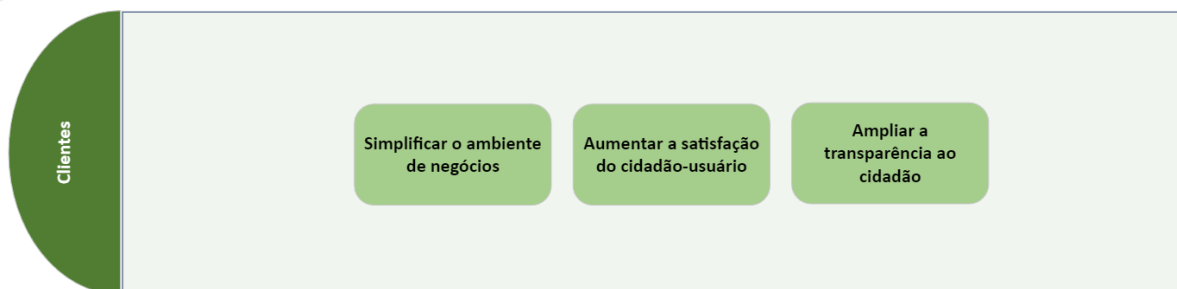 Clientes
Simplificar o ambiente
de negócios
Aumentar a satisfação
do cidadão-usuário
Ampliar a
transparência ao
cidadão